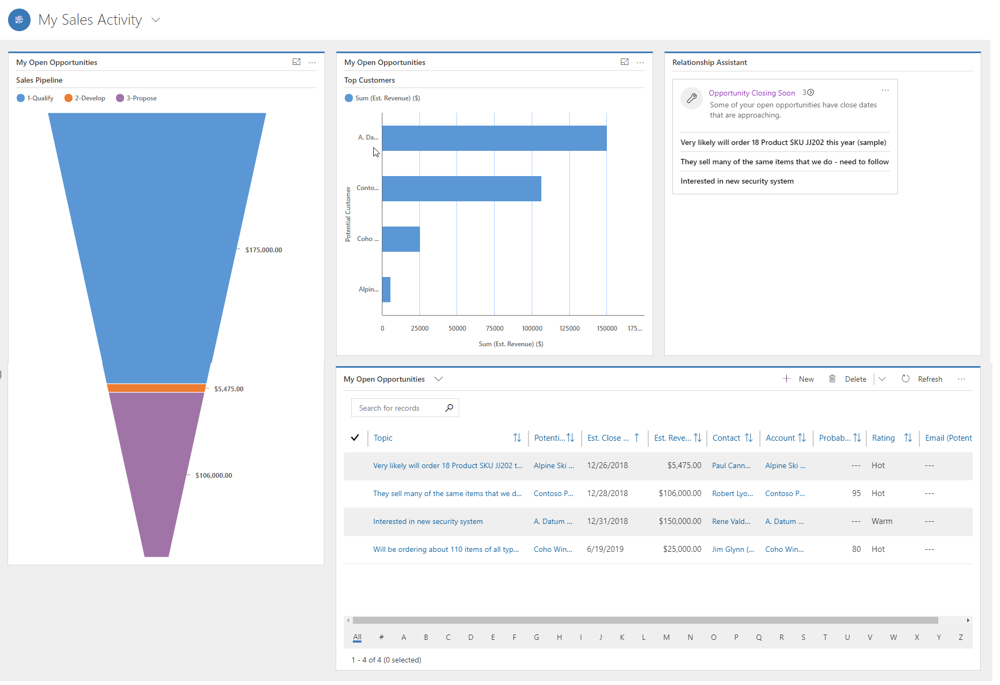 My Sales Activity
My Open Opportunities
...
Sales Pipeline
1-Qualify 2-Develop 3-Propose
$175,000.00
$5,475.00
$106,000.00
My Open Opportunities
...
Top Customers
Sum (Est. Revenue) ($)
Potential Customer
A. Da...
Conto...
Coho ...
Alpin...
0 25000 50000 75000 100000 125000 150000 175...
Sum (Est. Revenue) ($)
Relationship Assistant
Opportunity Closing Soon 3 ...
Some of your open opportunities have close dates
that are approaching.
Very likely will order 18 Product SKU JJ202 this year (sample)
They sell many of the same items that we do - need to follow
Interested in new security system
My Open Opportunities New Delete Refresh ...
Search for records
Topic Potenti... Est. Close ... Est. Reve... Contact Account Probab... Rating Email (Potent
Very likely will order 18 Product SKU JJ202 t... Alpine Ski ... 12/26/2018 $5,475.00 Paul Cann... Alpine Ski ... --- Hot ---
They sell many of the same items that we d... Contoso P... 12/28/2018 $106,000.00 Robert Lyo... Contoso P... 95 Hot ---
Interested in new security system A. Datum ... 12/31/2018 $150,000.00 Rene Vald... A. Datum ... --- Warm ---
Will be ordering about 110 items of all typ... Coho Win... 6/19/2019 $25,000.00 Jim Glynn (... Coho Win... 80 Hot ---
All # A B C D E F G H I J K L M N O P Q R S T U V W X Y Z
1 - 4 of 4 (0 selected)